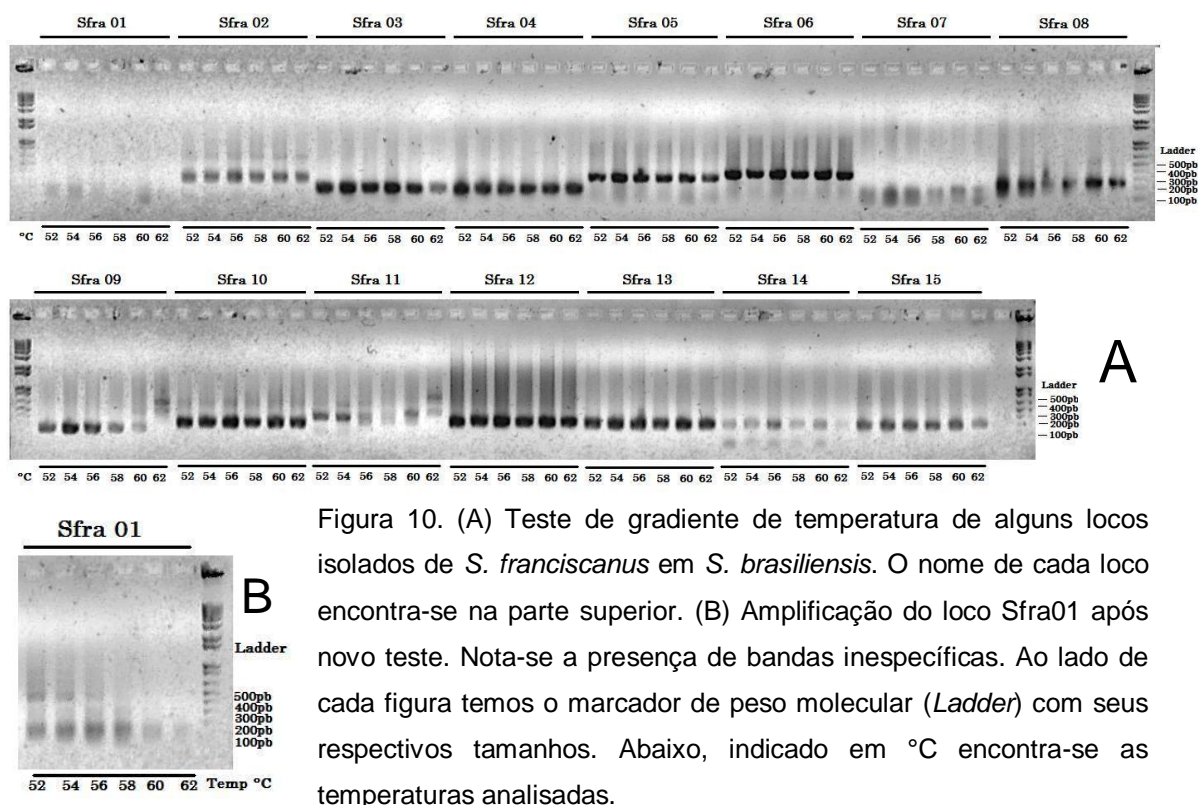 Sfra 01 Sfra 02 Sfra 03 Sfra 04 Sfra 05 Sfra 06 Sfra 07 Sfra 08
Ladder
500pb
400pb
300pb
200pb
100pb
°C 52 54 56 58 60 62 52 54 56 58 60 62 52 54 56 58 60 62 52 54 56 58 60 62 52 54 56 58 60 62 52 54 56 58 60 62 52 54 56 58 60 62 52 54 56 58 60 62
Sfra 09 Sfra 10 Sfra 11 Sfra 12 Sfra 13 Sfra 14 Sfra 15
A
Ladder
500pb
400pb
300pb
200pb
100pb
°C 52 54 56 58 60 62 52 54 56 58 60 62 52 54 56 58 60 62 52 54 56 58 60 62 52 54 56 58 60 62 52 54 56 58 60 62 52 54 56 58 60 62
Sfra 01
B
Ladder
500pb
400pb
300pb
200pb
100pb
52 54 56 58 60 62 Temp °C
Figura 10. (A) Teste de gradiente de temperatura de alguns locos
isolados de S. franciscanus em S. brasiliensis. O nome de cada loco
encontra-se na parte superior. (B) Amplificação do loco Sfra01 após
novo teste. Nota-se a presença de bandas inespecíficas. Ao lado de
cada figura temos o marcador de peso molecular (Ladder) com seus
respectivos tamanhos. Abaixo, indicado em °C encontra-se as
temperaturas analisadas.